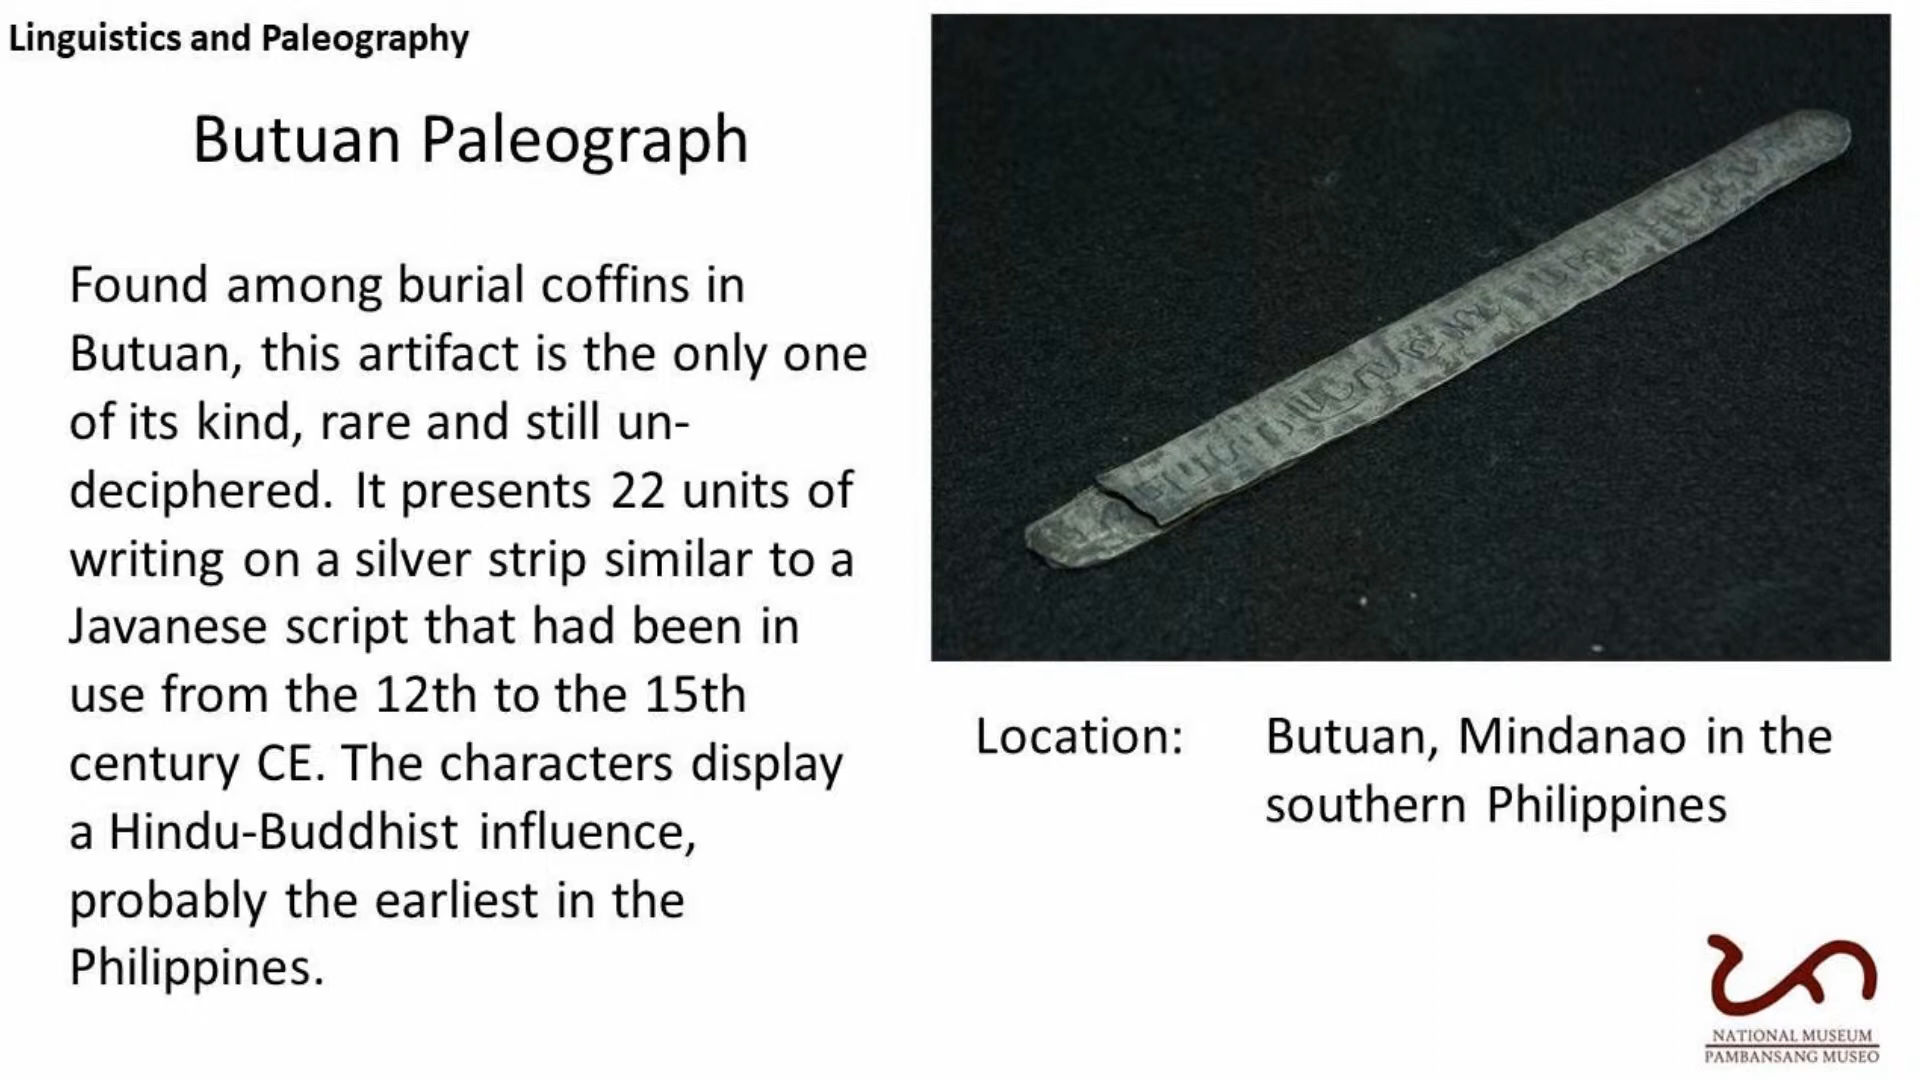 Linguistics and Paleography
Butuan Paleograph
Found among burial coffins in
Butuan, this artifact is the only one
of its kind, rare and still un-
deciphered. It presents 22 units of
writing on a silver strip similar to a
Javanese script that had been in
use from the 12th to the 15th
century CE. The characters display
a Hindu-Buddhist influence,
probably the earliest in the
Philippines.
Location: Butuan, Mindanao in the
southern Philippines
NATIONAL MUSEUM
PAMBANSANG MUSEO